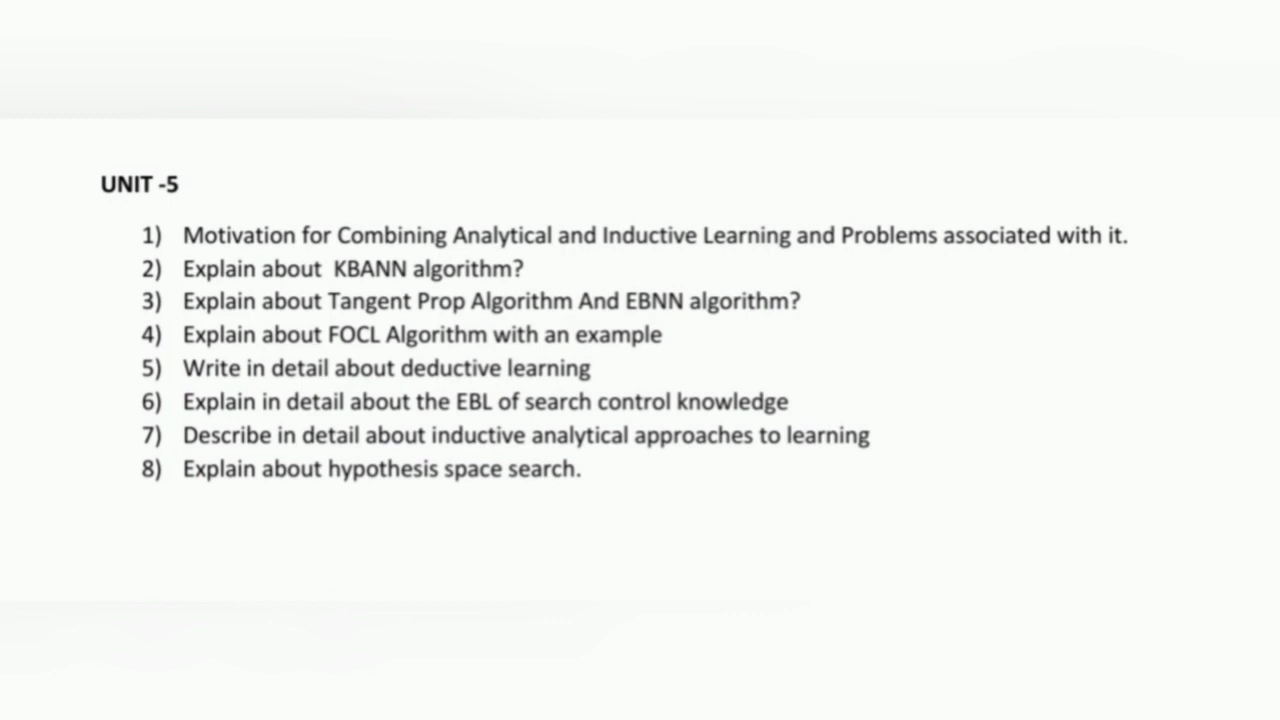 UNIT -5
1) Motivation for Combining Analytical and Inductive Learning and Problems associated with it.
2) Explain about KBANN algorithm?
3) Explain about Tangent Prop Algorithm And EBNN algorithm?
4) Explain about FOCL Algorithm with an example
5) Write in detail about deductive learning
6) Explain in detail about the EBL of search control knowledge
7) Describe in detail about inductive analytical approaches to learning
8) Explain about hypothesis space search.